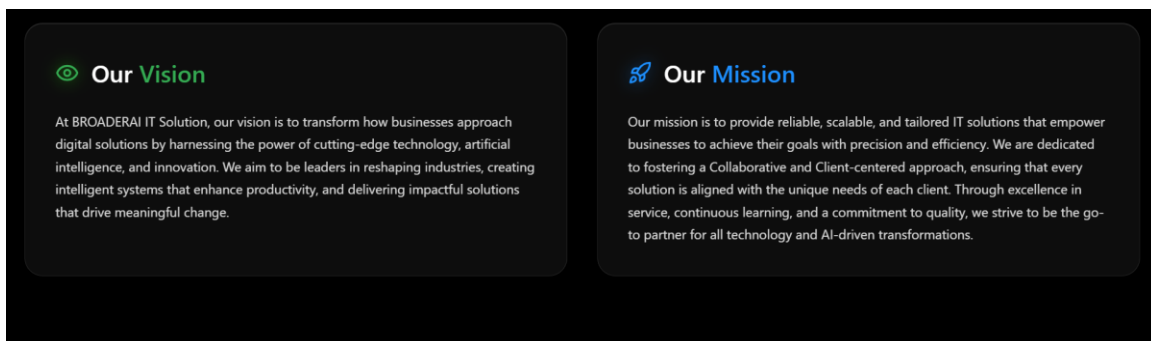 Our Vision
At BROADERAI IT Solution, our vision is to transform how businesses approach
digital solutions by harnessing the power of cutting-edge technology, artificial
intelligence, and innovation. We aim to be leaders in reshaping industries, creating
intelligent systems that enhance productivity, and delivering impactful solutions
that drive meaningful change.
Our Mission
Our mission is to provide reliable, scalable, and tailored IT solutions that empower
businesses to achieve their goals with precision and efficiency. We are dedicated
to fostering a Collaborative and Client-centered approach, ensuring that every
solution is aligned with the unique needs of each client. Through excellence in
service, continuous learning, and a commitment to quality, we strive to be the go-
to partner for all technology and AI-driven transformations.